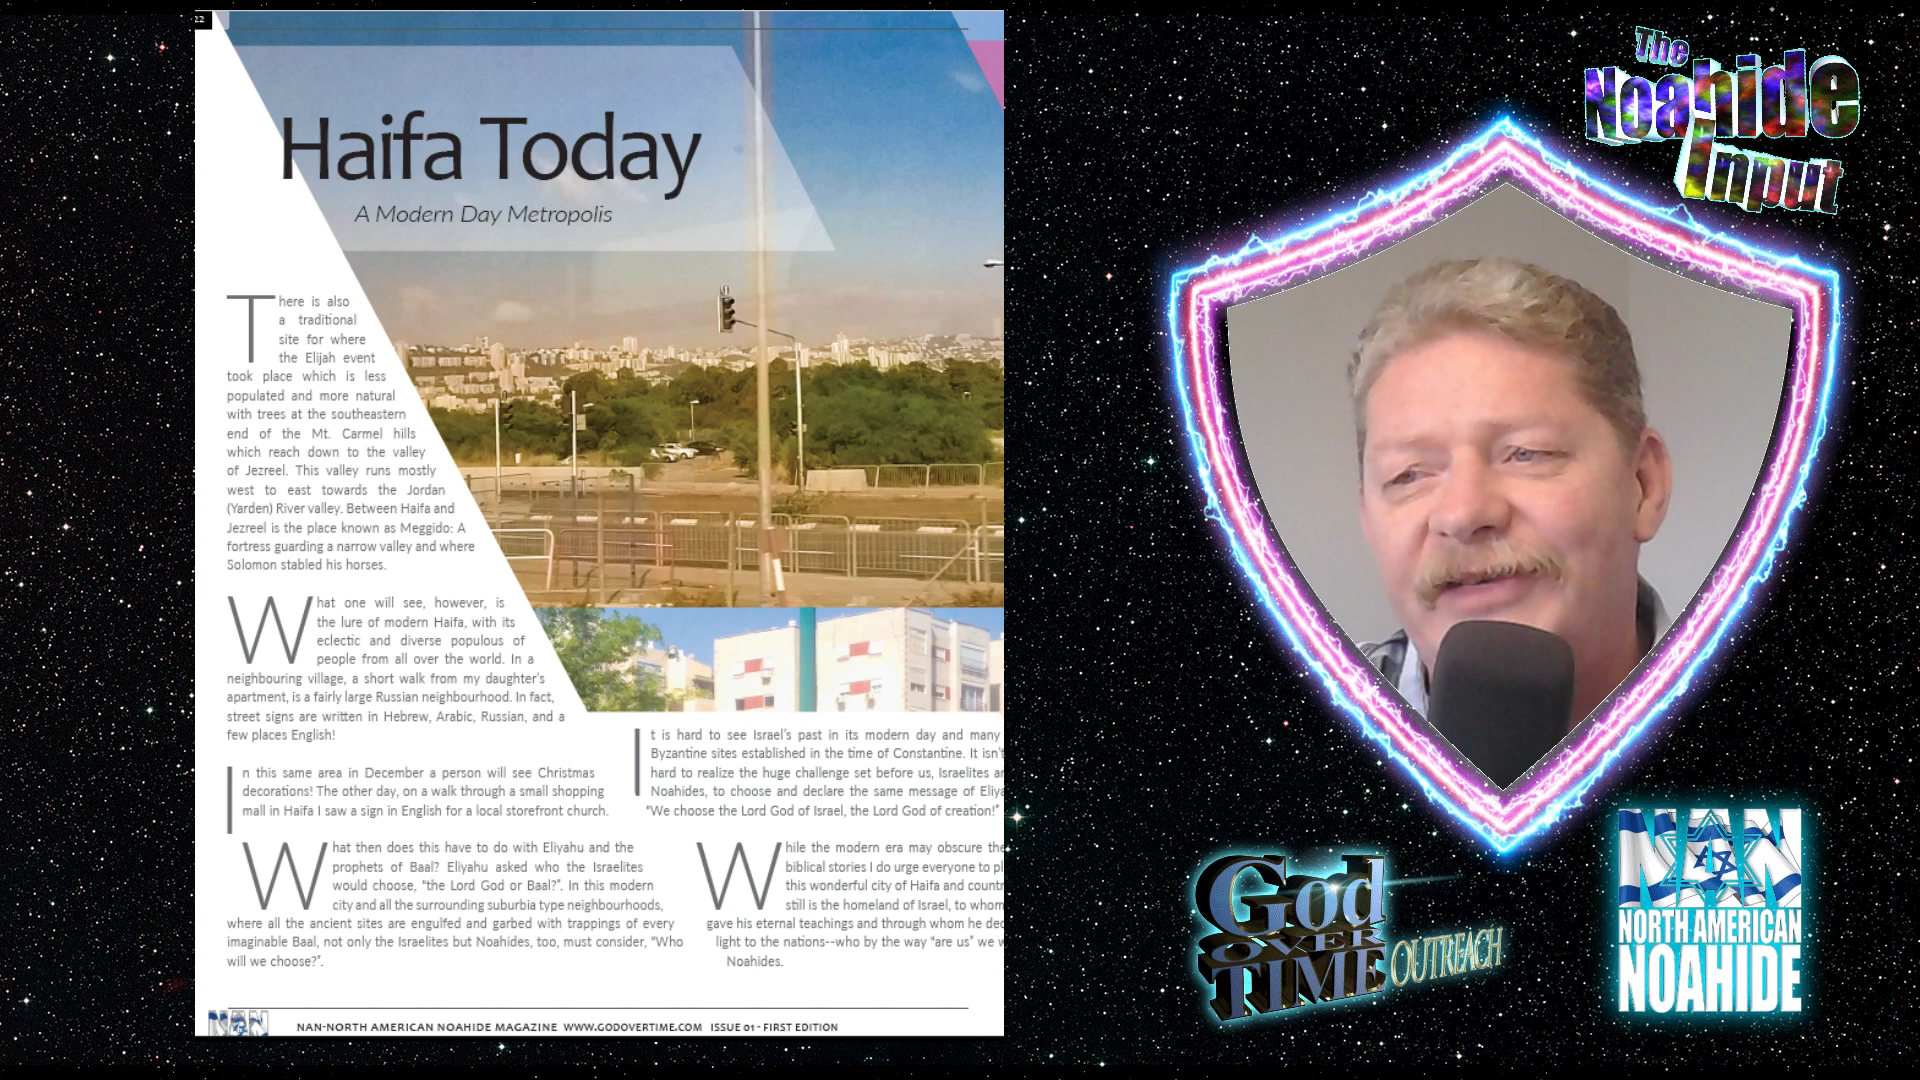 22
Haifa Today
A Modern Day Metropolis
There is also
a traditional
site for where
the Elijah event
took place which is less
populated and more natural
with trees at the southeastern
end of the Mt. Carmel hills
which reach down to the valley
of Jezreel. This valley runs mostly
west to east towards the Jordan
(Yarden) River valley. Between Haifa and
Jezreel is the place known as Meggido: A
fortress guarding a narrow valley and where
Solomon stabled his horses.
What one will see, however, is
the lure of modern Haifa, with its
eclectic and diverse populous of
people from all over the world. In a
neighbouring village, a short walk from my daughter's
apartment, is a fairly large Russian neighbourhood. In fact,
street signs are written in Hebrew, Arabic, Russian, and a
few places English!
In this same area in December a person will see Christmas
decorations! The other day, on a walk through a small shopping
mall in Haifa I saw a sign in English for a local storefront church.
What then does this have to do with Eliyahu and the
prophets of Baal? Eliyahu asked who the Israelites
would choose, "the Lord God or Baal?". In this modern
city and all the surrounding suburbia type neighbourhoods,
where all the ancient sites are engulfed and garbed with trappings of every
imaginable Baal, not only the Israelites but Noahides, too, must consider, "Who
will we choose?".
It is hard to see Israel's past in its modern day and many
Byzantine sites established in the time of Constantine. It isn't
hard to realize the huge challenge set before us, Israelites
Noahides, to choose and declare the same message of
"We choose the Lord God of Israel, the Lord God of creation!"
While the modern era may obscure the
biblical stories I do urge everyone to
this wonderful city of Haifa and
still is the homeland of Israel, to whom
gave his eternal teachings and through whom he
light to the nations--who by the way "are us" we
Noahides.
NAN
NAN-NORTH AMERICAN NOAHIDE MAGAZINE WWW.GODOVERTIME.COM ISSUE 01 - FIRST EDITION
The
Noahide
Input
God
OVER
TIME OUTREACH
NAN
NORTH AMERICAN
NOAHIDE